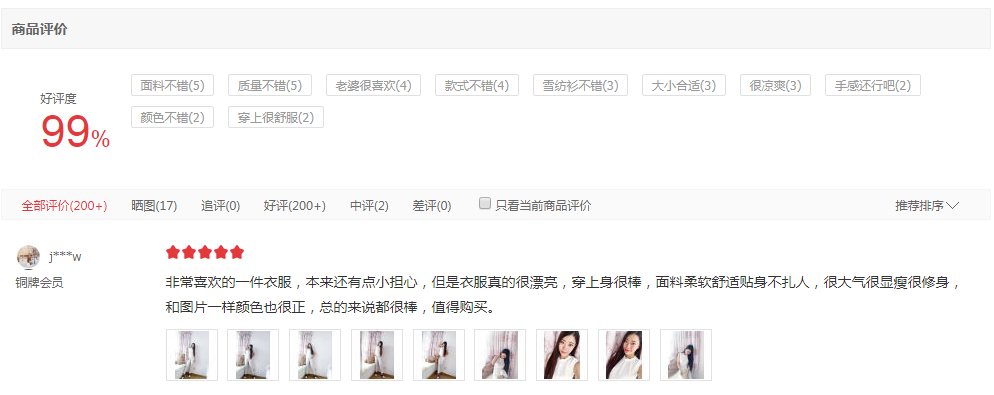 商品评价
好评度
99%
面料不错(5) 质量不错(5) 老婆很喜欢(4) 款式不错(4) 雪纺衫不错(3) 大小合适(3) 很凉爽(3) 手感还行吧(2)
颜色不错(2) 穿上很舒服(2)
全部评价(200+) 晒图(17) 追评(0) 好评(200+) 中评(2) 差评(0) 只看当前商品评价 推荐排序
j***w
铜牌会员
非常喜欢的一件衣服，本来还有点小担心，但是衣服真的很漂亮，穿上身很棒，面料柔软舒适贴身不扎人，很大气很显瘦很修身，
和图片一样颜色也很正，总的来说都很棒，值得购买。